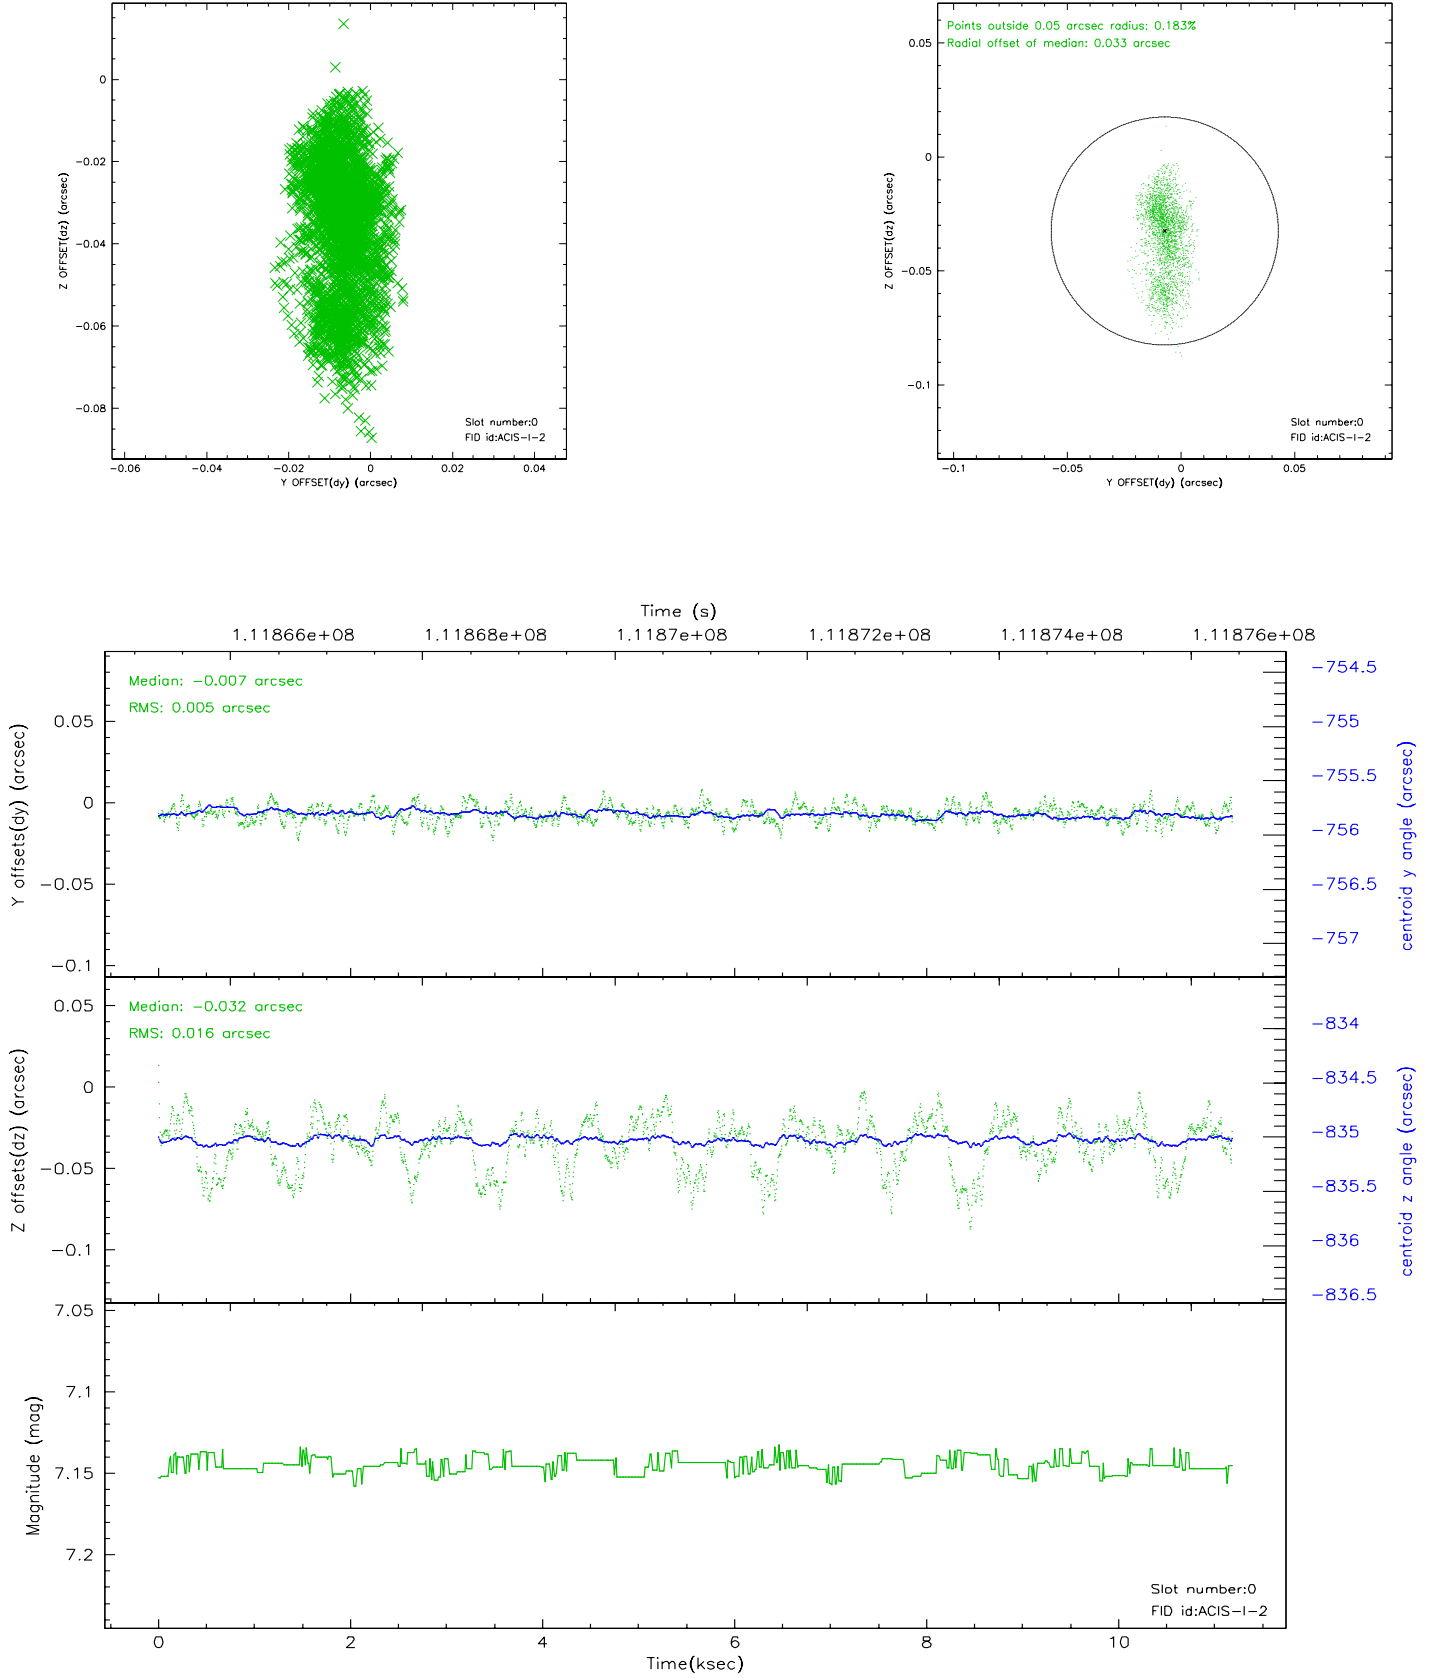 0
-0.02
-0.04
-0.06
-0.08
Z OFFSET(dz) (arcsec)
Slot number:0
FID id:ACIS-I-2
-0.06 -0.04 -0.02 0 0.02 0.04
Y OFFSET(dy) (arcsec)
Points outside 0.05 arcsec radius: 0.183%
Radial offset of median: 0.033 arcsec
0.05
0
-0.05
-0.1
Z OFFSET(dz) (arcsec)
Slot number:0
FID id:ACIS-I-2
-0.1 -0.05 0 0.05
Y OFFSET(dy) (arcsec)
Time (s)
1.11866e+08 1.11868e+08 1.1187e+08 1.11872e+08 1.11874e+08 1.11876e+08
Median: -0.007 arcsec
RMS: 0.005 arcsec
0.05
0
-0.05
-0.1
Y offsets(dy) (arcsec)
-754.5
-755
-755.5
-756
-756.5
-757
centroid y angle (arcsec)
Median: -0.032 arcsec
RMS: 0.016 arcsec
0.05
0
-0.05
-0.1
Z offsets(dz) (arcsec)
-834
-834.5
-835
-835.5
-836
-836.5
centroid z angle (arcsec)
7.05
7.1
7.15
7.2
Magnitude (mag)
Slot number:0
FID id:ACIS-I-2
0 2 4 6 8 10
Time(ksec)